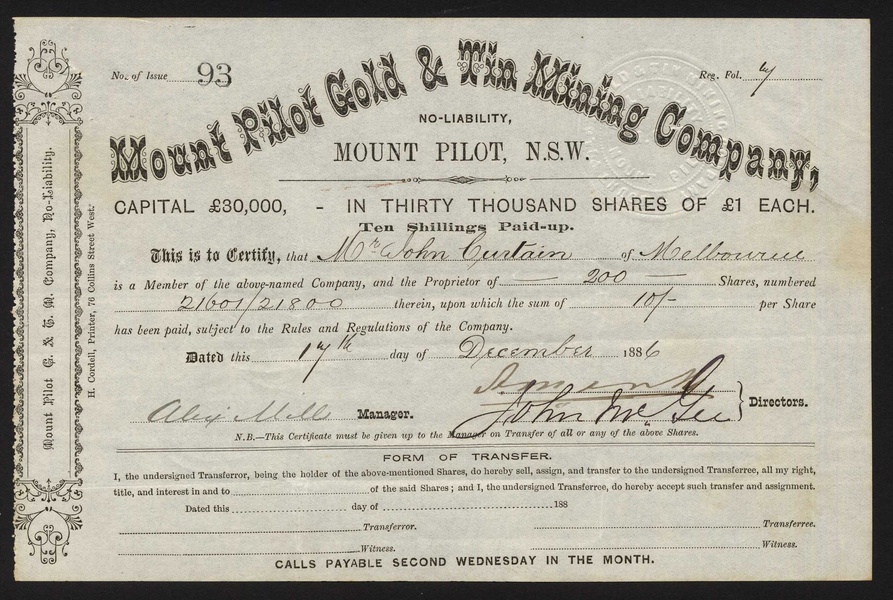 No. of Issue 93
Reg. Fol. 7
Mount Pilot Gold & Tin Mining Company,
NO-LIABILITY,
MOUNT PILOT, N.S.W.
CAPITAL £30,000, - IN THIRTY THOUSAND SHARES OF £1 EACH.
Ten Shillings Paid-up.
This is to Certify, that Mr. John Curtain of Melbourne
is a Member of the above-named Company, and the Proprietor of 200 Shares, numbered
21601/21800 therein, upon which the sum of 10/- per Share
has been paid, subject to the Rules and Regulations of the Company.
Dated this 17th day of December 1886
Alex Mills Manager.
John McGee
Directors.
N.B.—This Certificate must be given up to the Manager on Transfer of all or any of the above Shares.
FORM OF TRANSFER.
I, the undersigned Transferror, being the holder of the above-mentioned Shares, do hereby sell, assign, and transfer to the undersigned Transferree, all my right,
title, and interest in and to of the said Shares; and I, the undersigned Transferree, do hereby accept such transfer and assignment.
Dated this day of 188
Transferror. Transferree.
Witness. Witness.
CALLS PAYABLE SECOND WEDNESDAY IN THE MONTH.
Mount Pilot G. & T. M. Company, No-Liability.
H. Cordell, Printer, 76 Collins Street West.